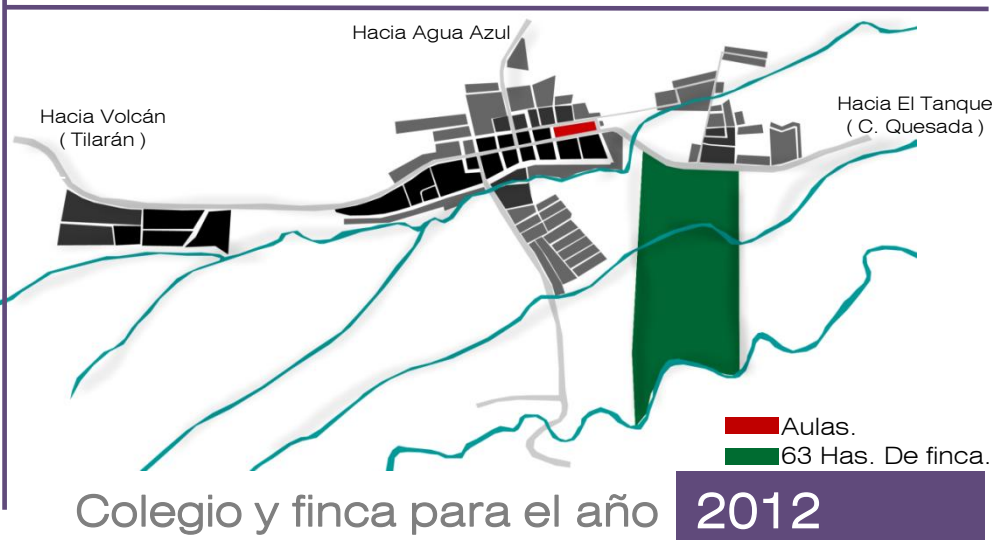 Hacia Agua Azul
Hacia Volcán
( Tilarán )
Hacia El Tanque
( C. Quesada )
Aulas.
63 Has. De finca.
Colegio y finca para el año 2012